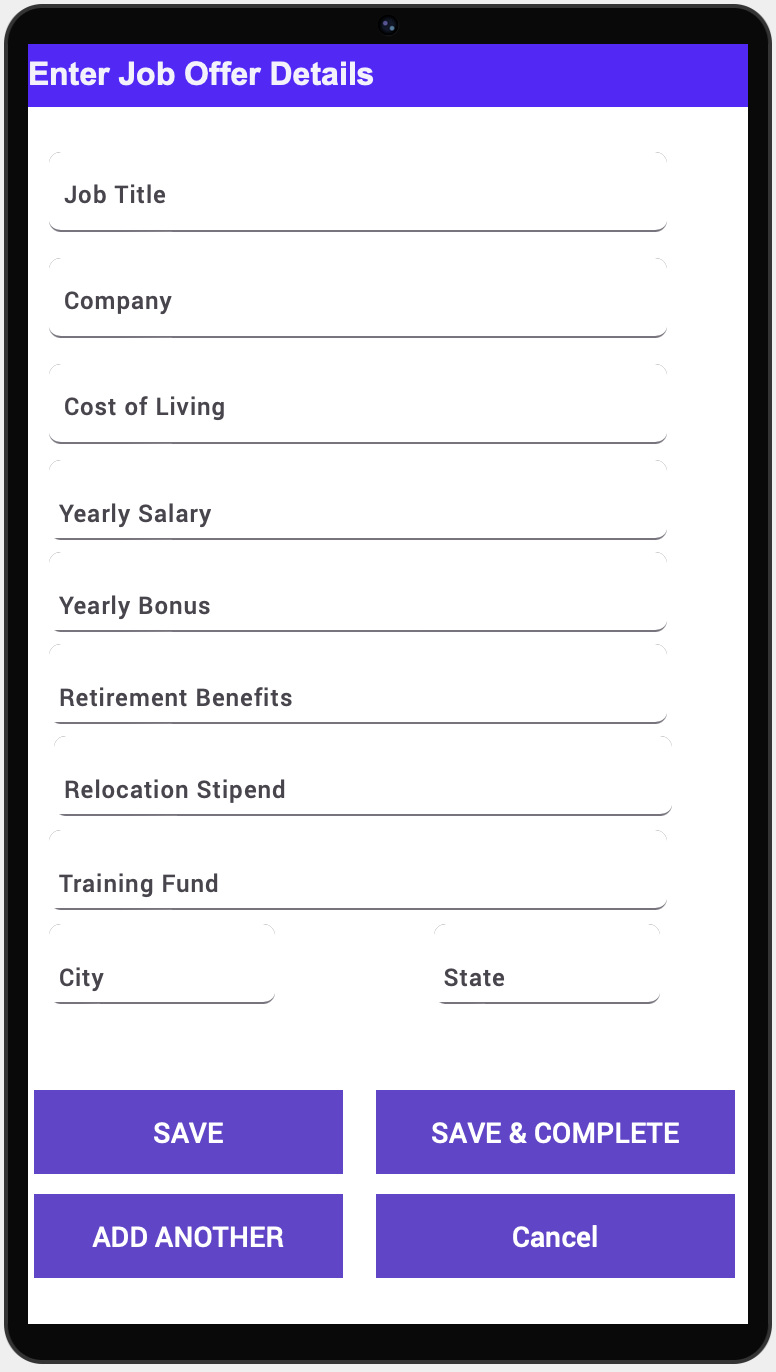 Enter Job Offer Details
Job Title
Company
Cost of Living
Yearly Salary
Yearly Bonus
Retirement Benefits
Relocation Stipend
Training Fund
City State
SAVE SAVE & COMPLETE
ADD ANOTHER Cancel